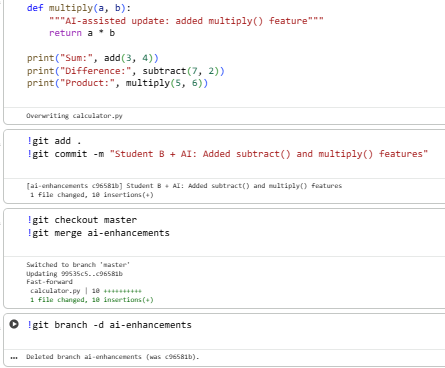 def multiply(a, b):
"""AI-assisted update: added multiply() feature"""
return a * b
print("Sum:", add(3, 4))
print("Difference:", subtract(7, 2))
print("Product:", multiply(5, 6))
Overwriting calculator.py
!git add .
!git commit -m "Student B + AI: Added subtract() and multiply() features"
[ai-enhancements c96581b] Student B + AI: Added subtract() and multiply() features
1 file changed, 10 insertions(+)
!git checkout master
!git merge ai-enhancements
Switched to branch 'master'
Updating 99535c5..c96581b
Fast-forward
calculator.py | 10 ++++++++++
1 file changed, 10 insertions(+)
!git branch -d ai-enhancements
Deleted branch ai-enhancements (was c96581b).